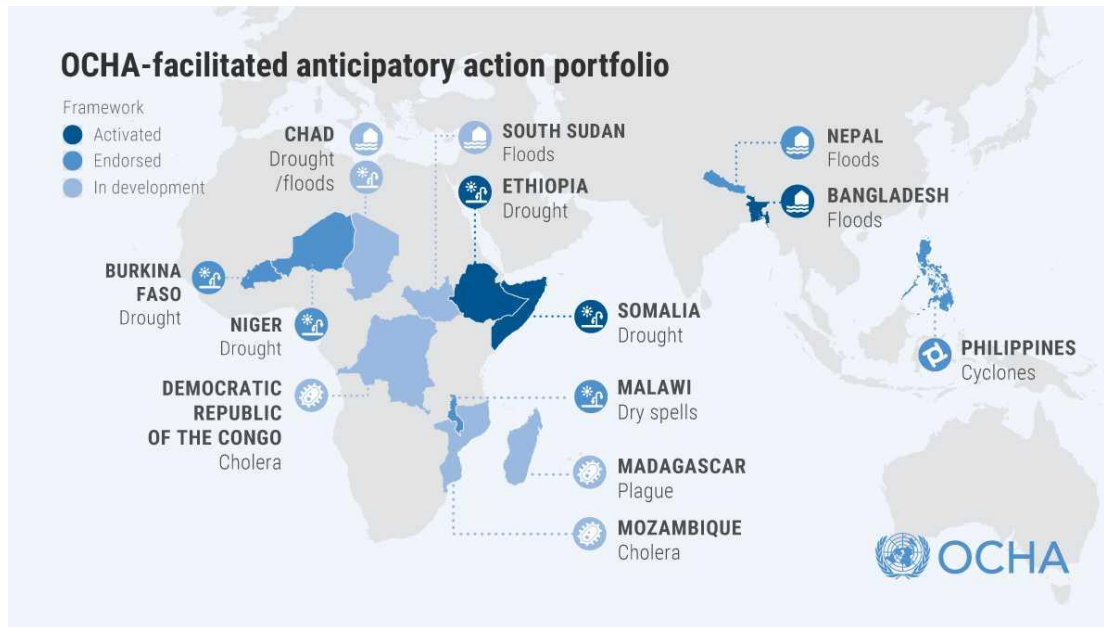 OCHA-facilitated anticipatory action portfolio
Framework
Activated
Endorsed
In development
CHAD
Drought
/floods
SOUTH SUDAN
Floods
ETHIOPIA
Drought
NEPAL
Floods
BANGLADESH
Floods
BURKINA
FASO
Drought
NIGER
Drought
SOMALIA
Drought
PHILIPPINES
Cyclones
DEMOCRATIC
REPUBLIC
OF THE CONGO
Cholera
MALAWI
Dry spells
MADAGASCAR
Plague
MOZAMBIQUE
Cholera
OCHA